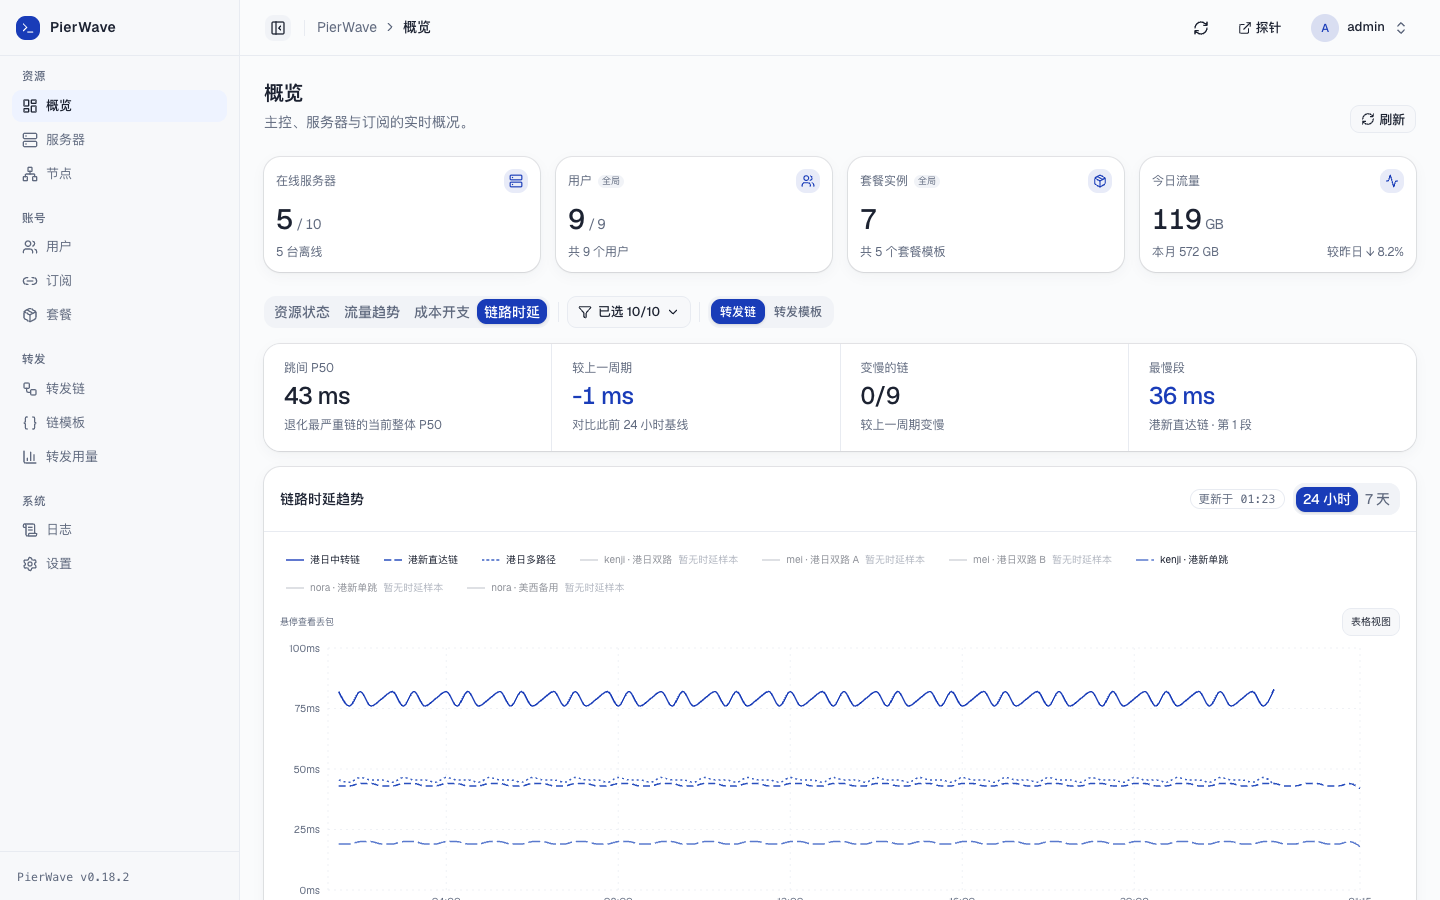 PierWave
PierWave > 概览
探针
A
admin
资源
概览
服务器
节点
账号
用户
订阅
套餐
转发
转发链
链模板
转发用量
系统
日志
设置
PierWave v0.18.2
概览
主控、服务器与订阅的实时概况。
刷新
在线服务器
5 / 10
5 台离线
用户 全局
9 / 9
共 9 个用户
套餐实例 全局
7
共 5 个套餐模板
今日流量
119 GB
本月 572 GB 较昨日 ↓ 8.2%
资源状态 流量趋势 成本开支 链路时延
已选 10/10
转发链 转发模板
跳间 P50
43 ms
退化最严重链的当前整体 P50
较上一周期
-1 ms
对比此前 24 小时基线
变慢的链
0/9
较上一周期变慢
最慢段
36 ms
港新直达链 · 第 1 段
链路时延趋势
更新于 01:23
24 小时 7 天
港日中转链 港新直达链 港日多路径 kenji · 港日双路 暂无时延样本 mei · 港日双路 A 暂无时延样本 mei · 港日双路 B 暂无时延样本 kenji · 港新单跳
nora · 港新单跳 暂无时延样本 nora · 美西备用 暂无时延样本
悬停查看丢包
表格视图
100ms
75ms
50ms
25ms
0ms